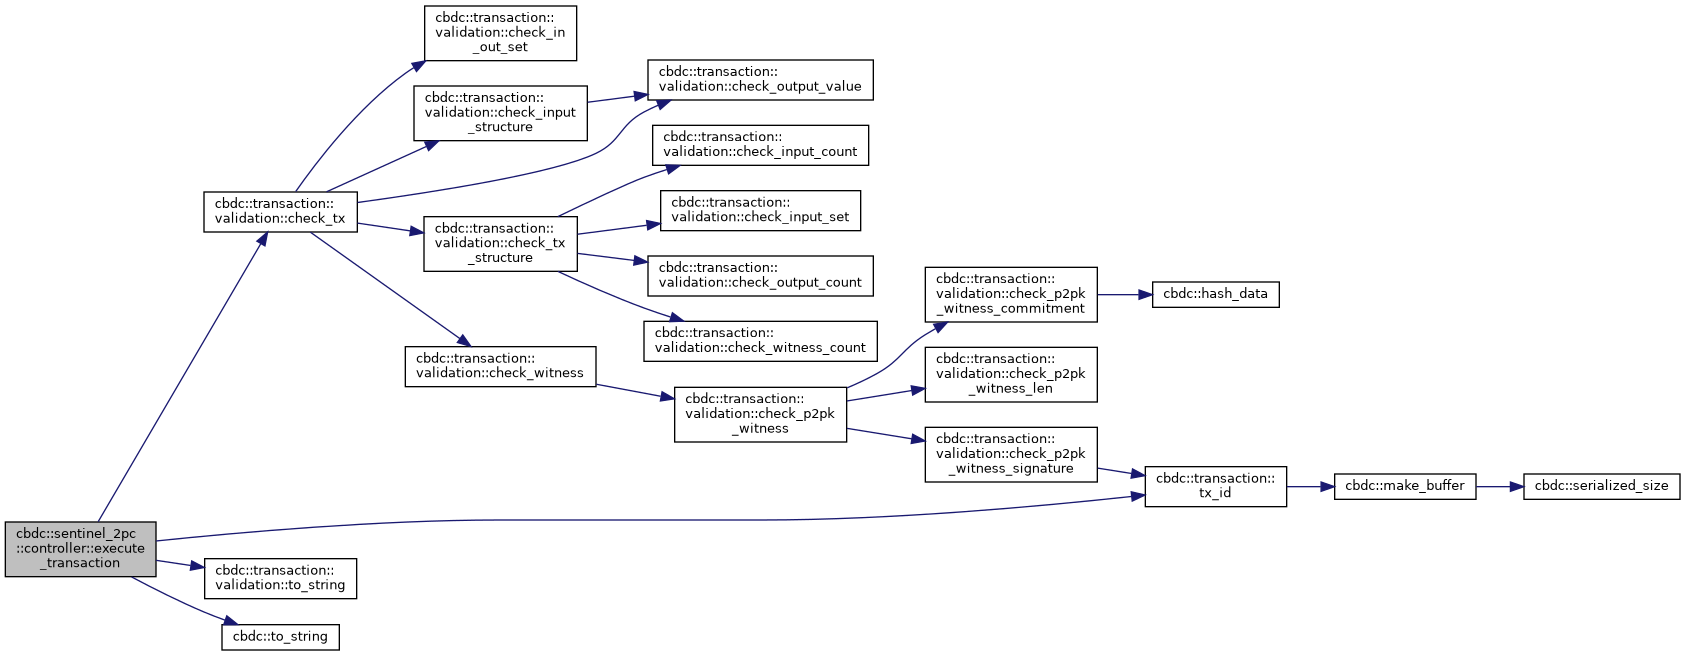 cbdc::transaction::
validation::check_in
_out_set
cbdc::transaction::
validation::check_output_value
cbdc::transaction::
validation::check_input
_structure
cbdc::transaction::
validation::check_input_count
cbdc::transaction::
validation::check_tx
cbdc::transaction::
validation::check_input_set
cbdc::transaction::
validation::check_tx
_structure
cbdc::transaction::
validation::check_output_count
cbdc::transaction::
validation::check_p2pk
_witness_commitment
cbdc::hash_data
cbdc::transaction::
validation::check_witness_count
cbdc::transaction::
validation::check_witness
cbdc::transaction::
validation::check_p2pk
_witness_len
cbdc::transaction::
validation::check_p2pk
_witness
cbdc::transaction::
validation::check_p2pk
_witness_signature
cbdc::transaction::
tx_id
cbdc::make_buffer
cbdc::serialized_size
cbdc::sentinel_2pc
::controller::execute
_transaction
cbdc::transaction::
validation::to_string
cbdc::to_string